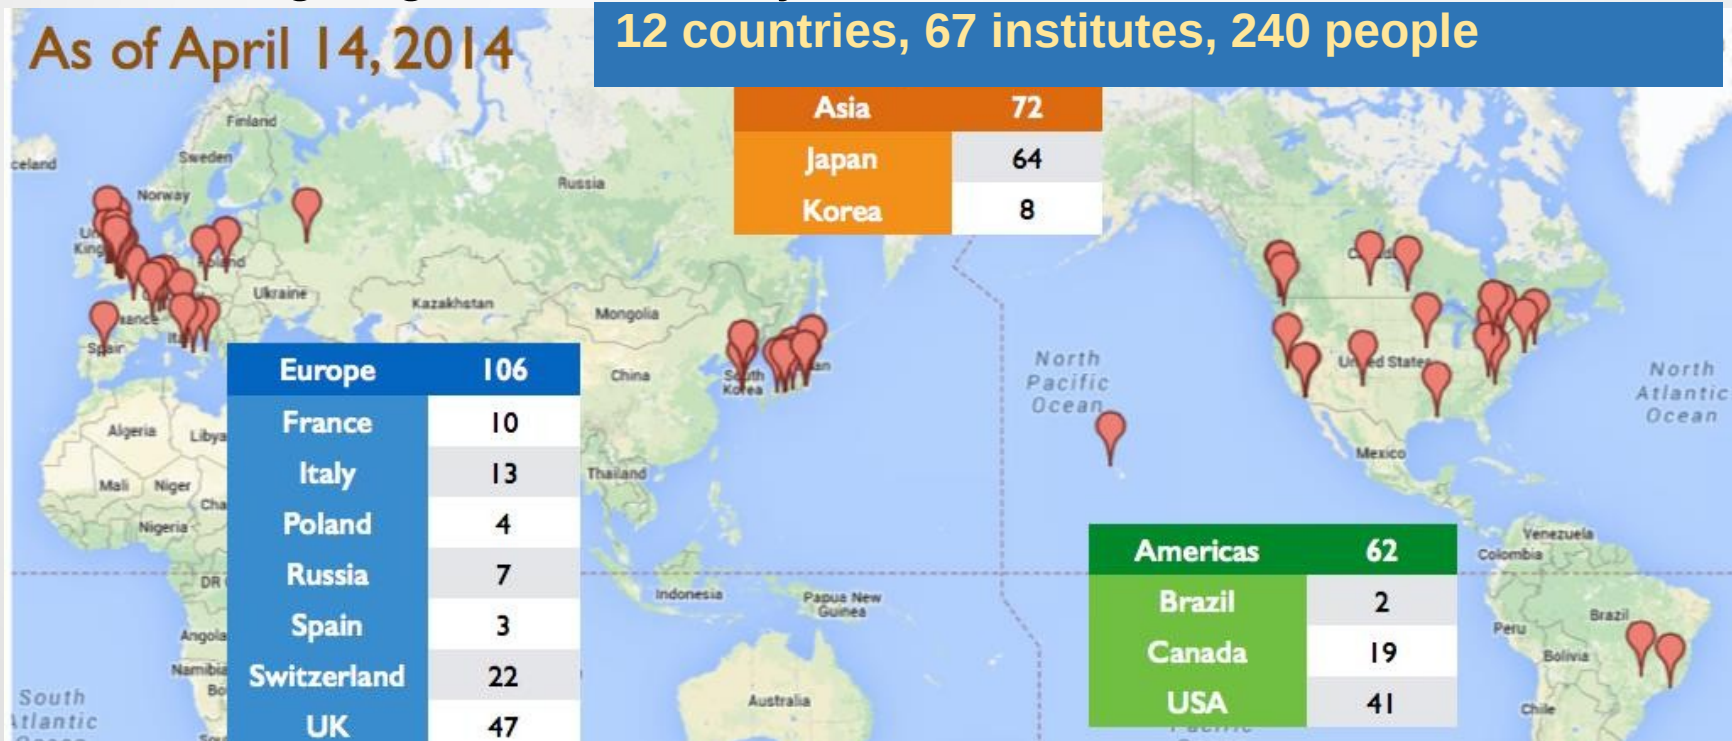 As of April 14, 2014
12 countries, 67 institutes, 240 people
Asia 72
Japan 64
Korea 8
Europe 106
France 10
Italy 13
Poland 4
Russia 7
Spain 3
Switzerland 22
UK 47
Americas 62
Brazil 2
Canada 19
USA 41
Finland
Sweden
Norway
Russia
Ukraine
Kazakhstan
Mongolia
China
South
Korea
Spain
Algeria
Libya
Mali
Niger
Nigeria
Angola
Thailand
Indonesia
Papua New
Guinea
Australia
North
Pacific
Ocean
United States
Mexico
North
Atlantic
Ocean
Venezuela
Colombia
Peru
Brazil
Bolivia
Chile
South